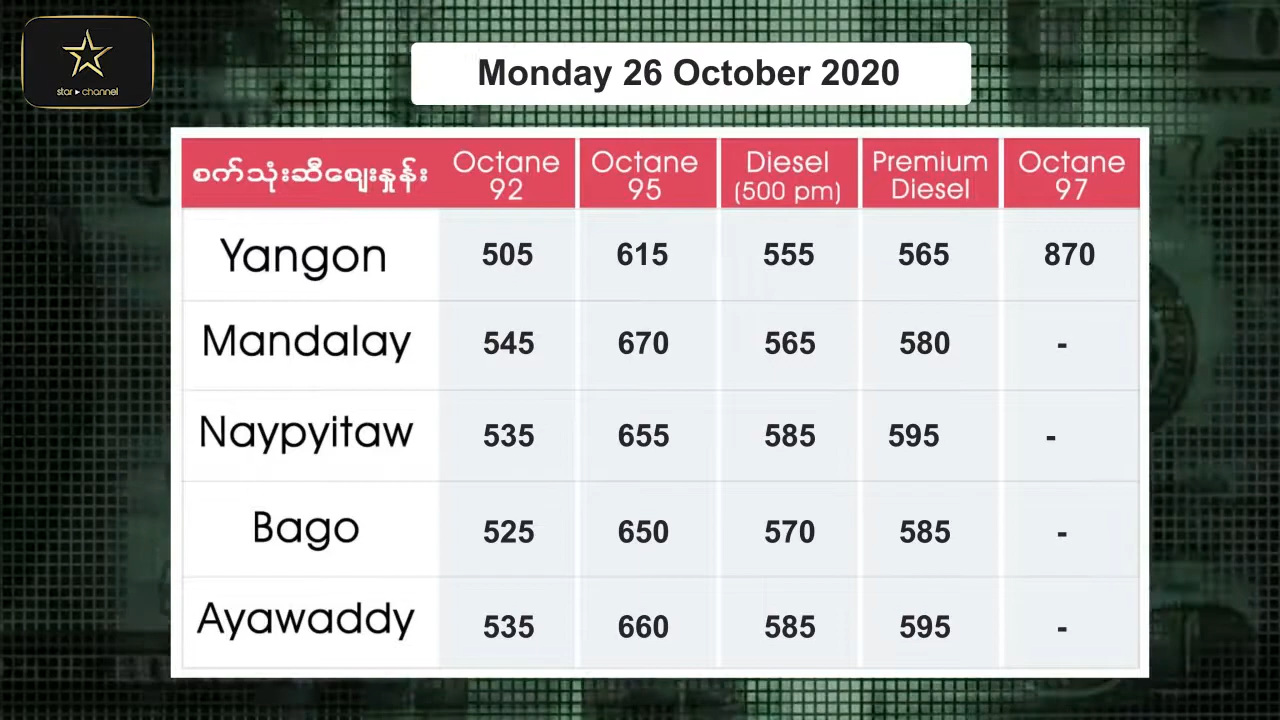 star ▸ channel
Monday 26 October 2020
စက်သုံးဆီဈေးနှုန်း Octane 92 Octane 95 Diesel (500 pm) Premium Diesel Octane 97
Yangon 505 615 555 565 870
Mandalay 545 670 565 580 -
Naypyitaw 535 655 585 595 -
Bago 525 650 570 585 -
Ayawaddy 535 660 585 595 -